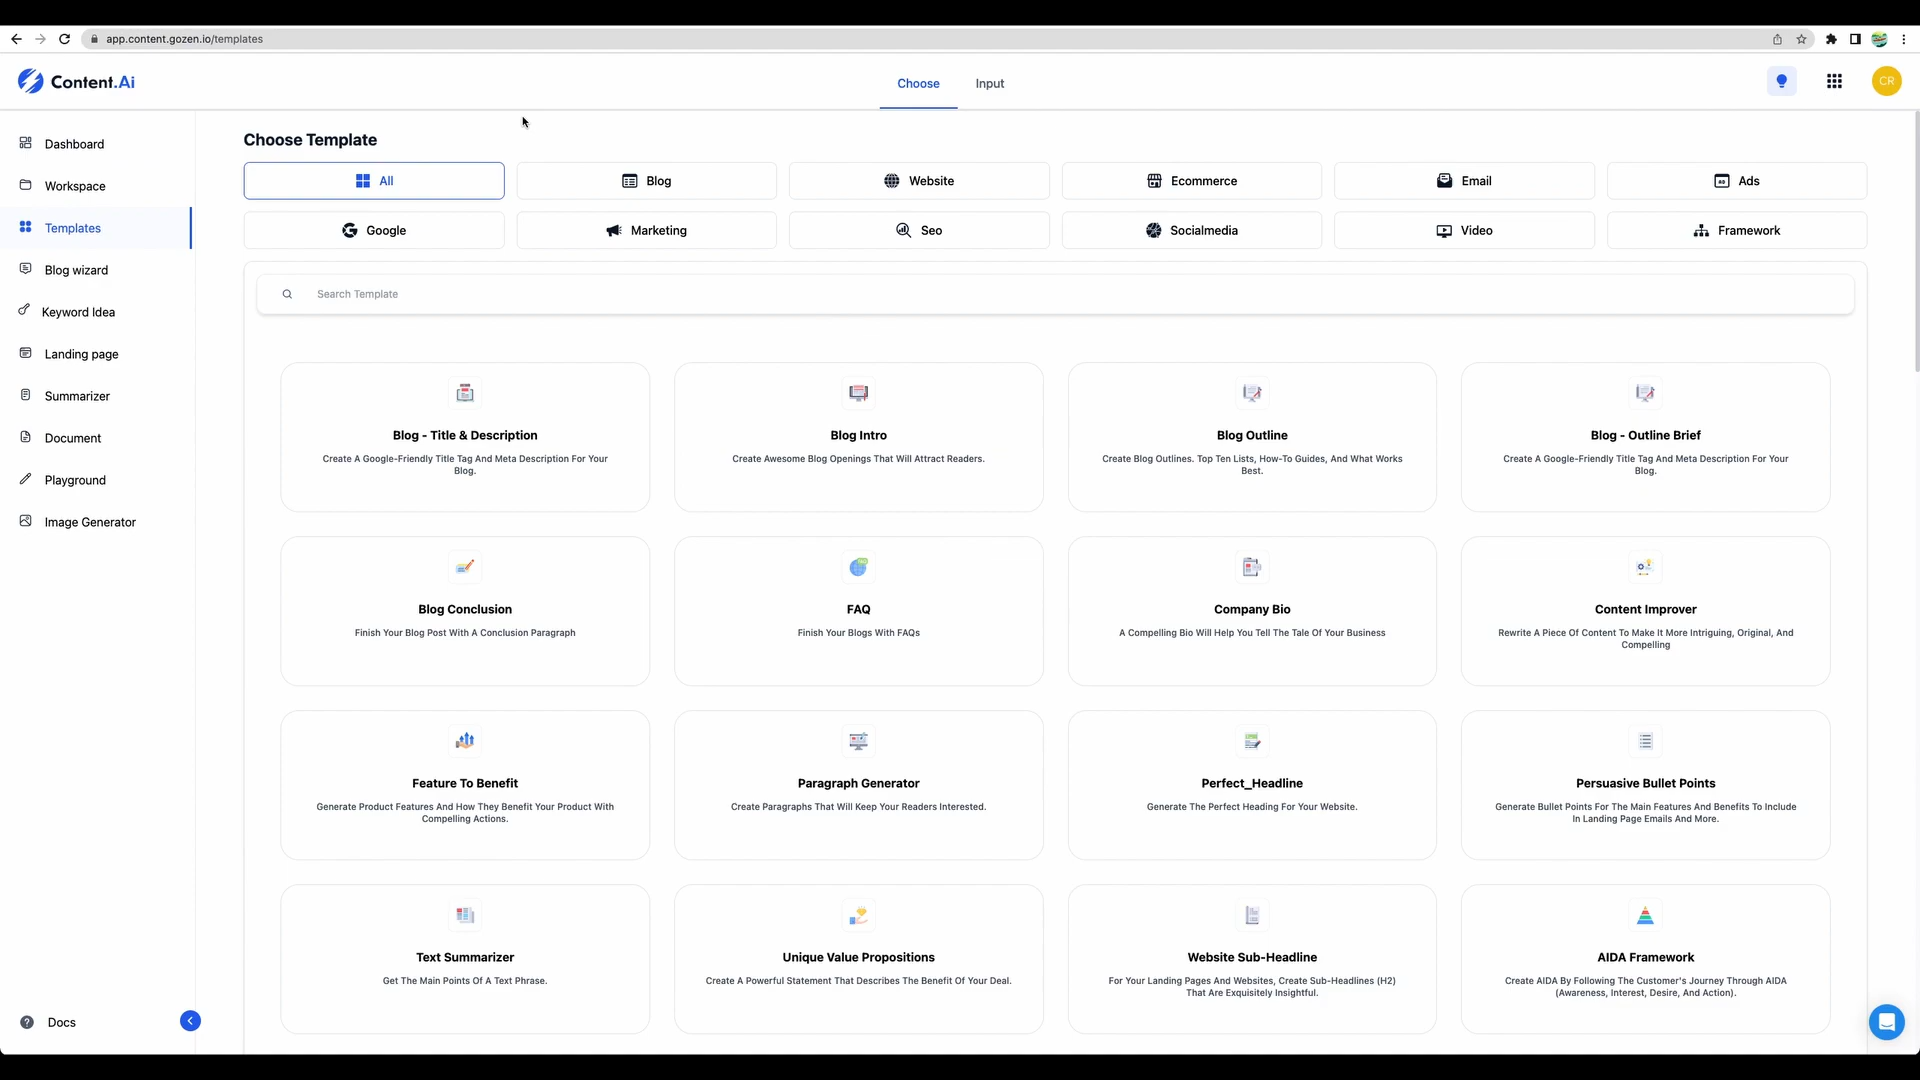 app.content.gozen.io/templates
Content.Ai
Choose
Input
CR
Dashboard
Workspace
Templates
Blog wizard
Keyword Idea
Landing page
Summarizer
Document
Playground
Image Generator
Docs
Choose Template
All
Blog
Website
Ecommerce
Email
Ads
Google
Marketing
Seo
Socialmedia
Video
Framework
Search Template
Blog - Title & Description
Create A Google-Friendly Title Tag And Meta Description For Your
Blog.
Blog Intro
Create Awesome Blog Openings That Will Attract Readers.
Blog Outline
Create Blog Outlines. Top Ten Lists, How-To Guides, And What Works
Best.
Blog - Outline Brief
Create A Google-Friendly Title Tag And Meta Description For Your
Blog.
Blog Conclusion
Finish Your Blog Post With A Conclusion Paragraph
FAQ
Finish Your Blogs With FAQs
Company Bio
A Compelling Bio Will Help You Tell The Tale Of Your Business
Content Improver
Rewrite A Piece Of Content To Make It More Intriguing, Original, And
Compelling
Feature To Benefit
Generate Product Features And How They Benefit Your Product With
Compelling Actions.
Paragraph Generator
Create Paragraphs That Will Keep Your Readers Interested.
Perfect_Headline
Generate The Perfect Heading For Your Website.
Persuasive Bullet Points
Generate Bullet Points For The Main Features And Benefits To Include
In Landing Page Emails And More.
Text Summarizer
Get The Main Points Of A Text Phrase.
Unique Value Propositions
Create A Powerful Statement That Describes The Benefit Of Your Deal.
Website Sub-Headline
For Your Landing Pages And Websites, Create Sub-Headlines (H2)
That Are Exquisitely Insightful.
AIDA Framework
Create AIDA By Following The Customer's Journey Through AIDA
(Awareness, Interest, Desire, And Action).